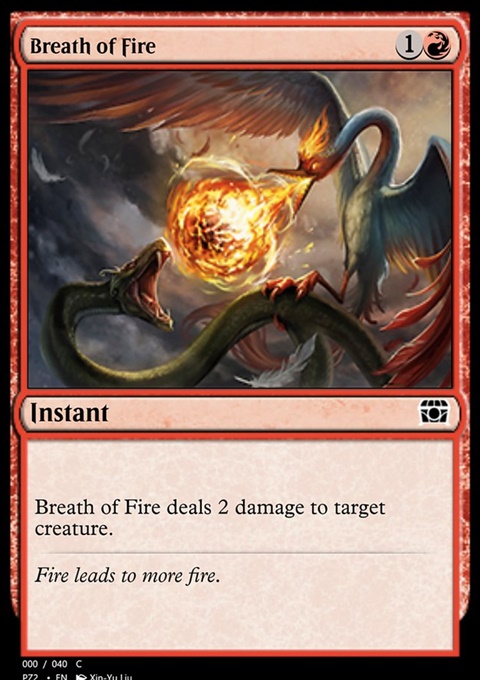 Breath of Fire 1
Instant
Breath of Fire deals 2 damage to target
creature.
Fire leads to more fire.
000 / 040 C
PZ2 • EN Xin-Yu Liu